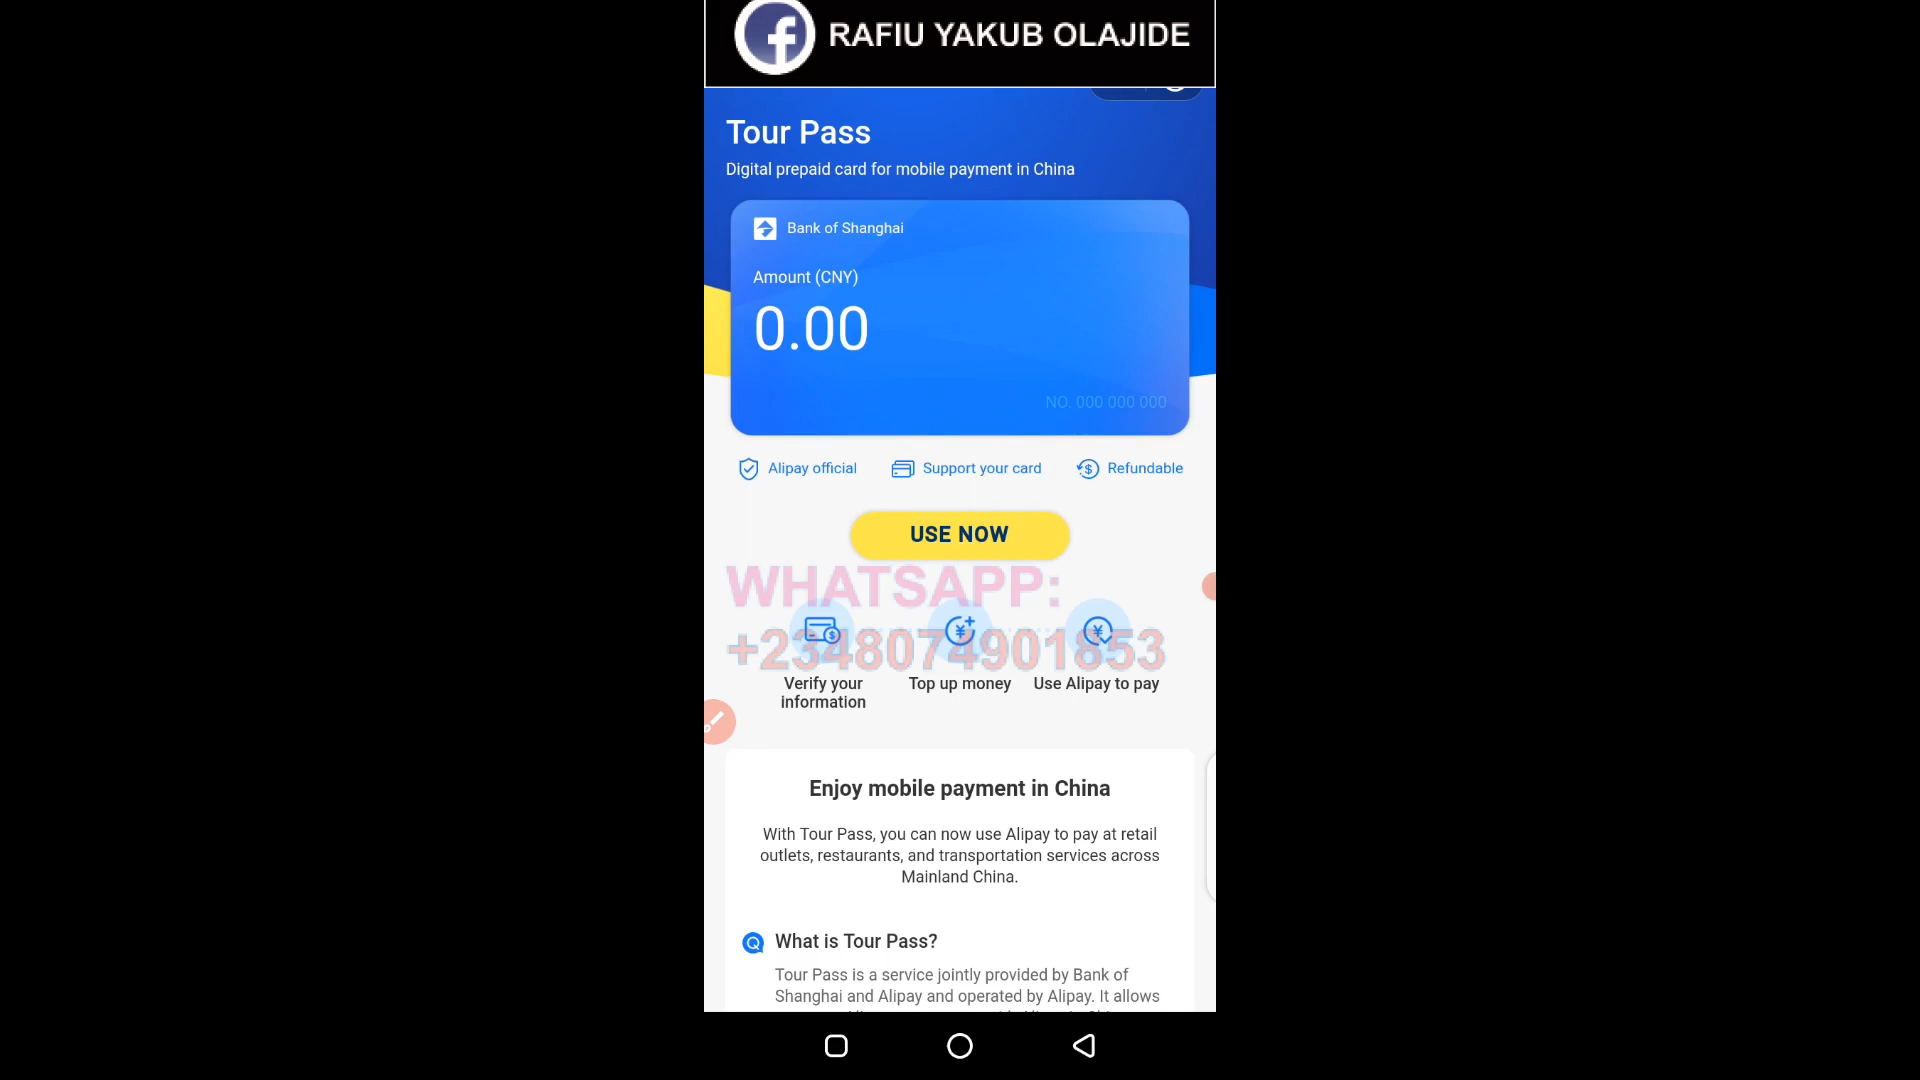 RAFIU YAKUB OLAJIDE
Tour Pass
Digital prepaid card for mobile payment in China
Bank of Shanghai
Amount (CNY)
0.00
NO. 000 000 000
Alipay official
Support your card
Refundable
USE NOW
WHATSAPP:
+2348074901853
Verify your information
Top up money
Use Alipay to pay
Enjoy mobile payment in China
With Tour Pass, you can now use Alipay to pay at retail
outlets, restaurants, and transportation services across
Mainland China.
What is Tour Pass?
Tour Pass is a service jointly provided by Bank of
Shanghai and Alipay and operated by Alipay. It allows